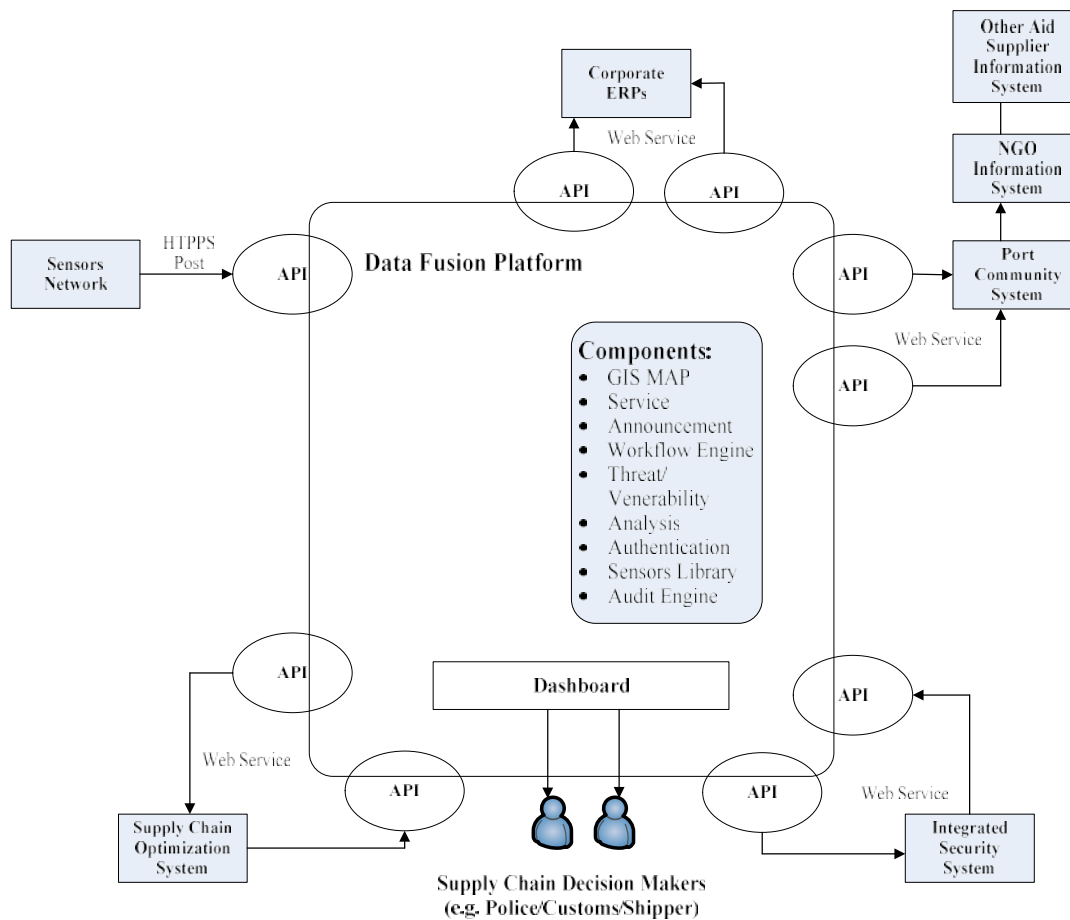 Other Aid
Supplier
Information
System
Corporate
ERPs
Web Service
NGO
Information
System
API
API
HTPPS
Post
Sensors
Network
API
Data Fusion Platform
API
Port
Community
System
Web Service
API
Components:
• GIS MAP
• Service
• Announcement
• Workflow Engine
• Threat/
Venerability
• Analysis
• Authentication
• Sensors Library
• Audit Engine
API
Dashboard
API
Web Service
API
API
Web Service
Supply Chain
Optimization
System
Integrated
Security
System
Supply Chain Decision Makers
(e.g. Police/Customs/Shipper)